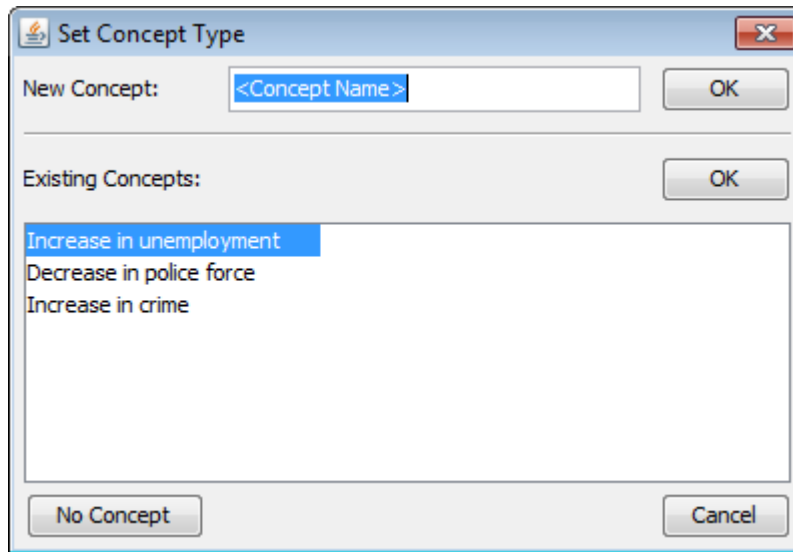 Set Concept Type
New Concept: <Concept Name> OK
Existing Concepts: OK
Increase in unemployment
Decrease in police force
Increase in crime
No Concept Cancel